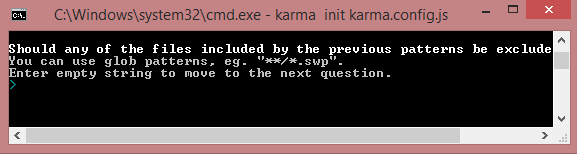 C:\Windows\system32\cmd.exe - karma  init karma.config.js
Should any of the files included by the previous patterns be exclude
You can use glob patterns, eg. "**/*.swp".
Enter empty string to move to the next question.
>